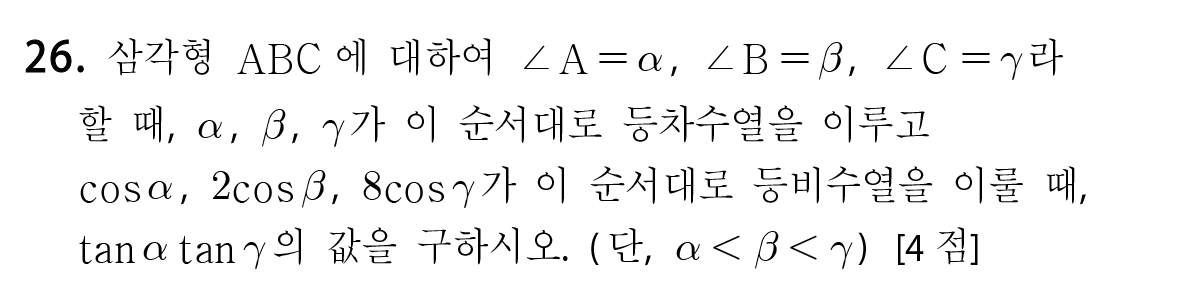 26. 삼각형 ABC에 대하여 ∠A=α, ∠B=β, ∠C=γ라
할 때, α, β, γ가 이 순서대로 등차수열을 이루고
cosα, 2cosβ, 8cosγ가 이 순서대로 등비수열을 이룰 때,
tanα tanγ의 값을 구하시오. (단, α<β<γ) [4점]